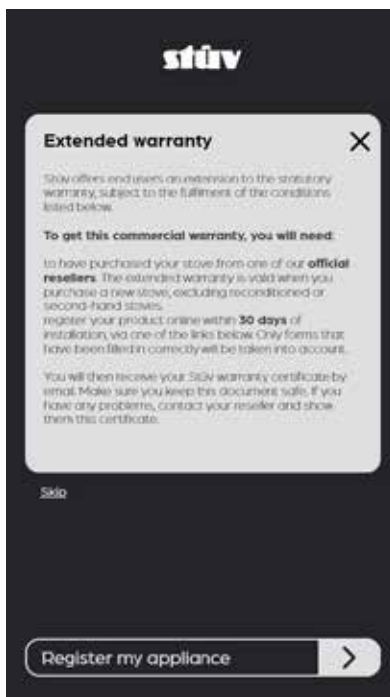 stûv
Extended warranty
Stûv offers end users an extension to the statutory
warranty, subject to the fulfilment of the conditions
listed below.
To get this commercial warranty, you will need:
to have purchased your stove from one of our official
resellers. The extended warranty is valid when you
purchase a new stove, excluding reconditioned or
second-hand stoves.
register your product online within 30 days of
installation, via one of the links below. Only forms that
have been filled in correctly will be taken into account.
You will then receive your Stûv warranty certificate by
email. Make sure you keep this document safe. If you
have any problems, contact your reseller and show
them this certificate.
Skip
Register my appliance